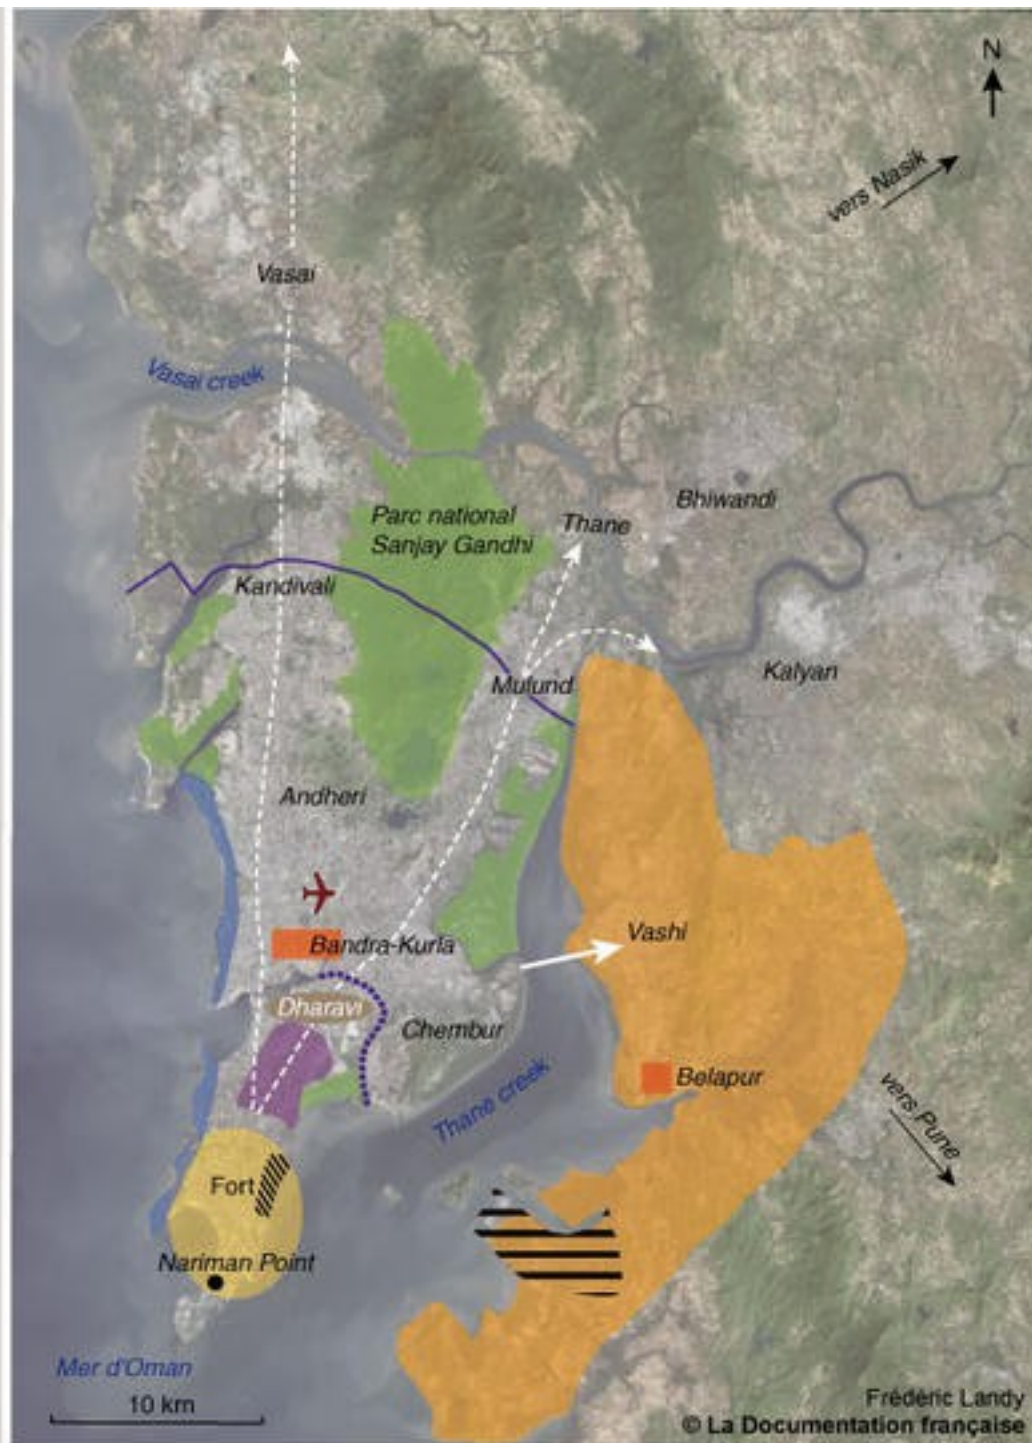 N
vers Nasik
Vasai
Vasai creek
Bhiwandi
Parc national
Sanjay Gandhi
Thane
Kandivali
Kalyan
Mulund
Andheri
Vashi
Bandra-Kurla
Dharavi
Chembur
Belapur
Thane creek
vers Pune
Fort
Nariman Point
Mer d'Oman
10 km
Frédéric Landy
© La Documentation française